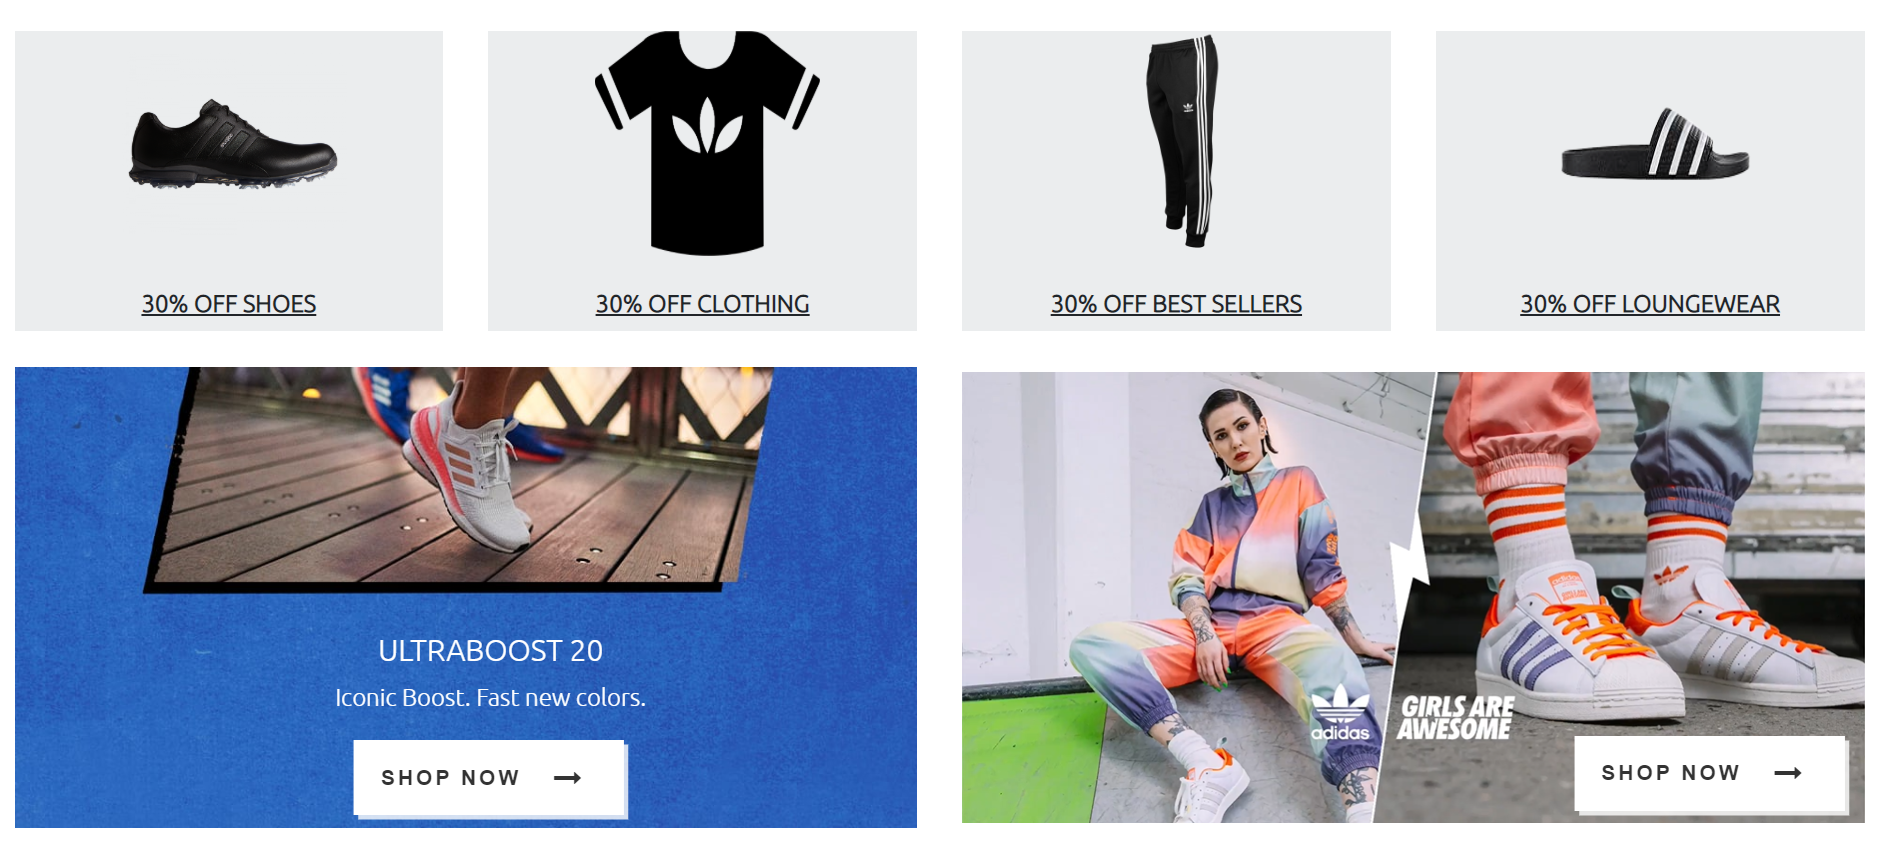 30% OFF SHOES
30% OFF CLOTHING
30% OFF BEST SELLERS
30% OFF LOUNGEWEAR
ULTRABOOST 20
Iconic Boost. Fast new colors.
SHOP NOW
adidas
GIRLS ARE
AWESOME
SHOP NOW